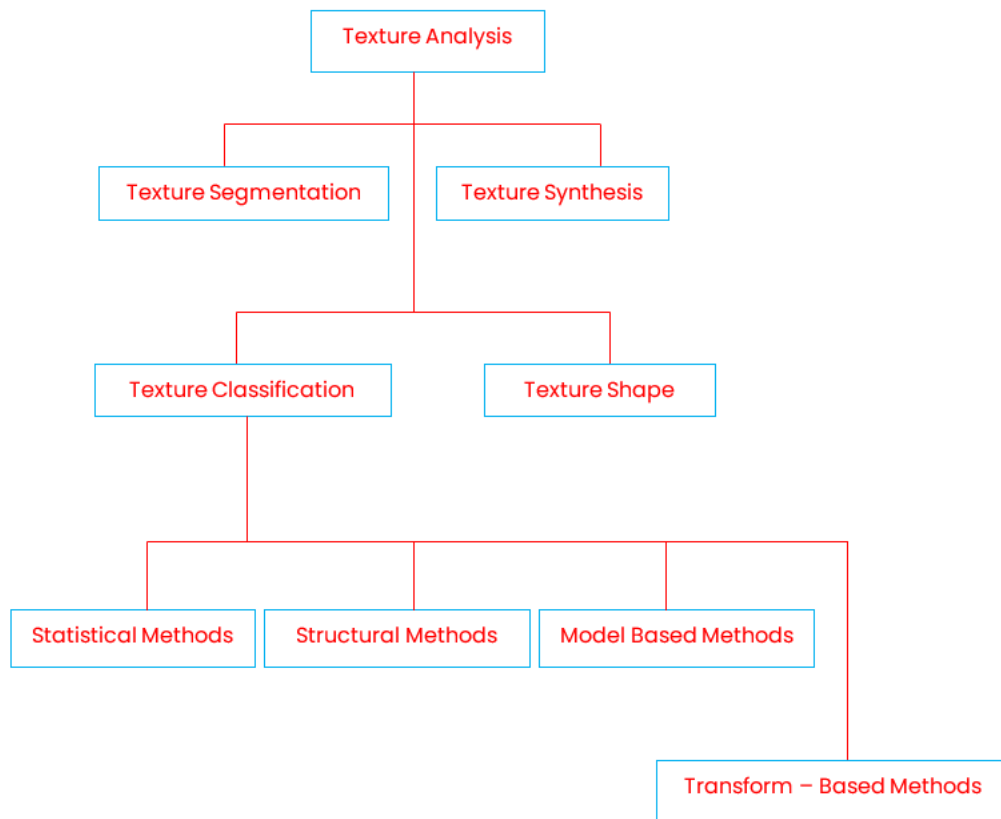 Texture Analysis
Texture Segmentation
Texture Synthesis
Texture Classification
Texture Shape
Statistical Methods
Structural Methods
Model Based Methods
Transform – Based Methods